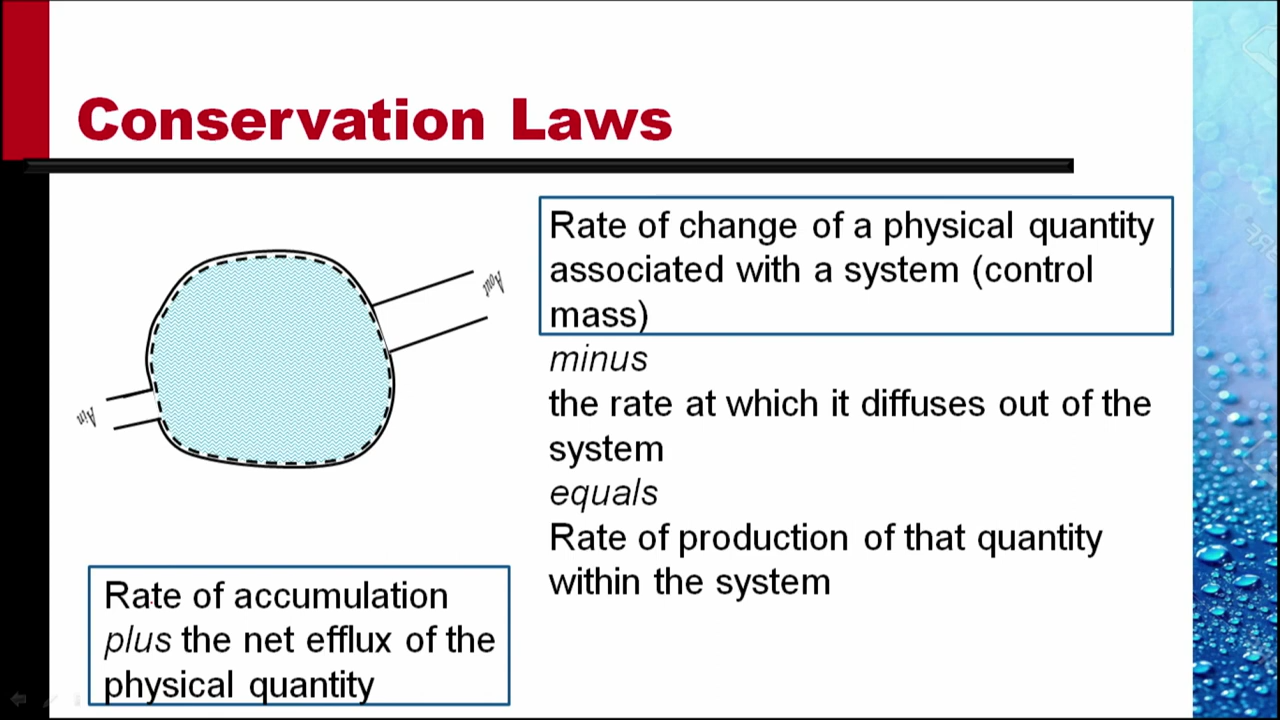 Conservation Laws
Rate of change of a physical quantity
associated with a system (control
mass)
minus
the rate at which it diffuses out of the
system
equals
Rate of production of that quantity
within the system
A out
A in
Rate of accumulation
plus the net efflux of the
physical quantity